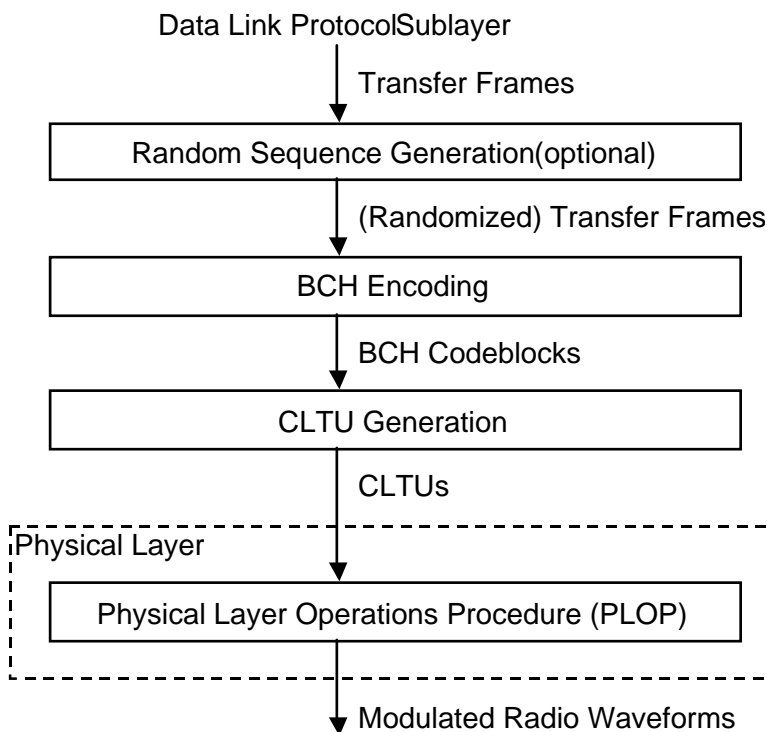 Data Link ProtocolSublayer
Transfer Frames
Random Sequence Generation(optional)
(Randomized) Transfer Frames
BCH Encoding
BCH Codeblocks
CLTU Generation
CLTUs
Physical Layer
Physical Layer Operations Procedure (PLOP)
Modulated Radio Waveforms